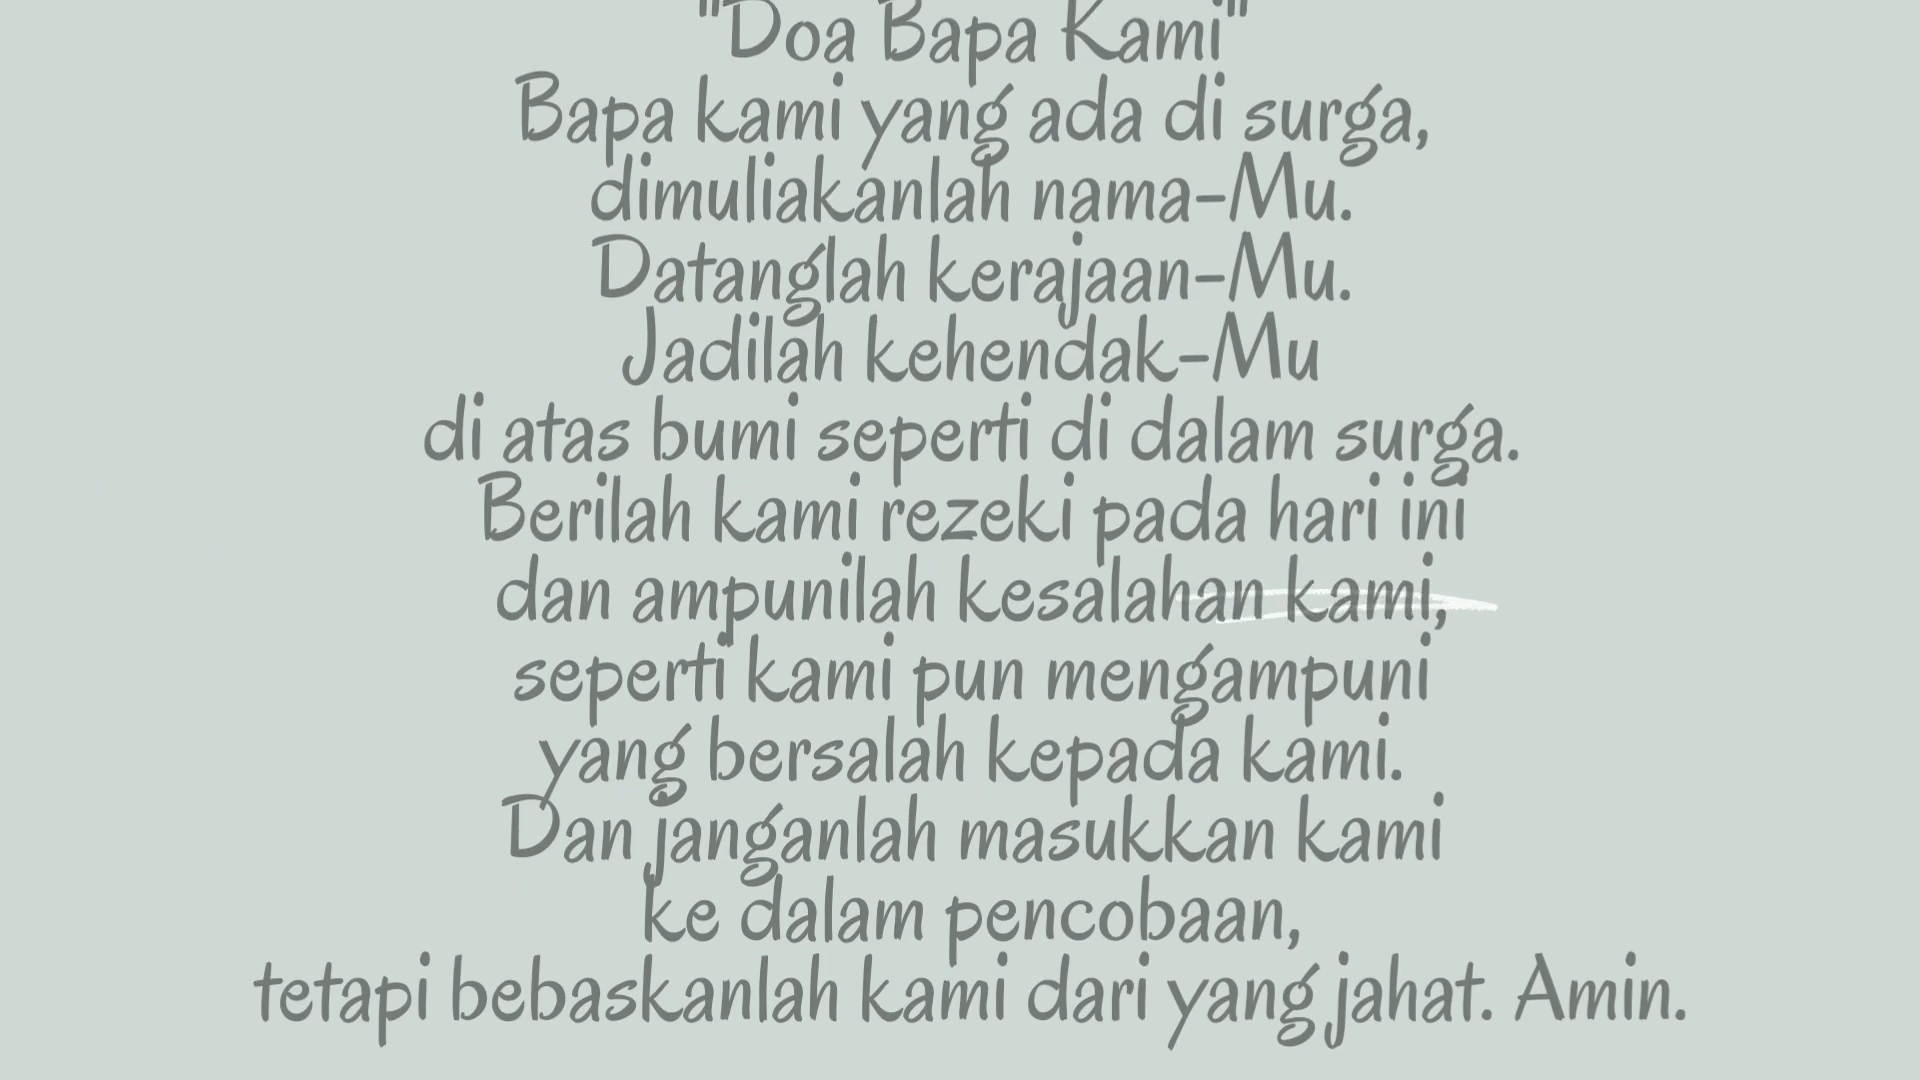 "Doa Bapa Kami"
Bapa kami yang ada di surga,
dimuliakanlah nama-Mu.
Datanglah kerajaan-Mu.
Jadilah kehendak-Mu
di atas bumi seperti di dalam surga.
Berilah kami rezeki pada hari ini
dan ampunilah kesalahan kami,
seperti kami pun mengampuni
yang bersalah kepada kami.
Dan janganlah masukkan kami
ke dalam pencobaan,
tetapi bebaskanlah kami dari yang jahat. Amin.